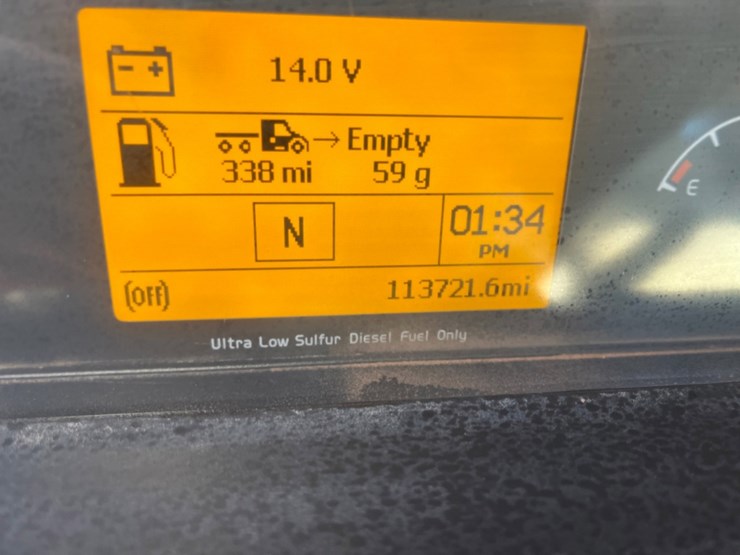 - +
14.0 V
→ Empty
338 mi 59 g
N
01:34
PM
(OFF)
113721.6mi
E
Ultra Low Sulfur Diesel Fuel Only